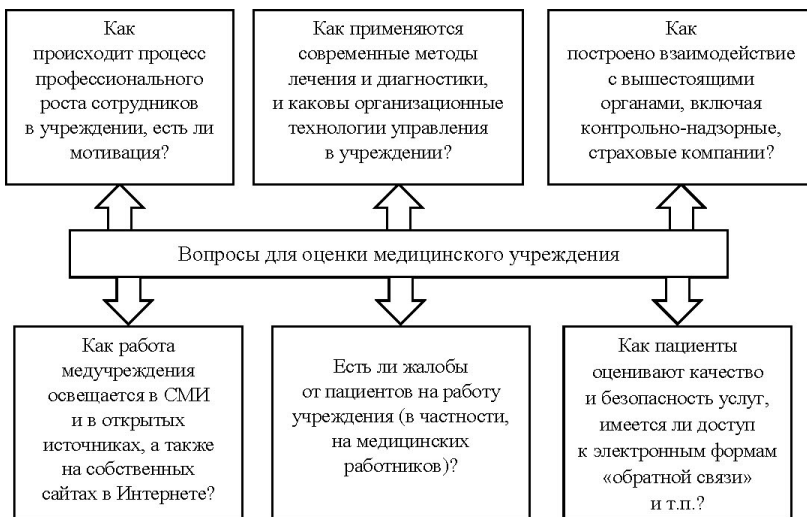 Как
происходит процесс
профессионального
роста сотрудников
в учреждении, есть ли
мотивация?
Как применяются
современные методы
лечения и диагностики,
и каковы организационные
технологии управления
в учреждении?
Как
построено взаимодействие
с вышестоящими
органами, включая
контрольно-надзорные,
страховые компании?
Вопросы для оценки медицинского учреждения
Как работа
медучреждения
освещается в СМИ
и в открытых
источниках, а также
на собственных
сайтах в Интернете?
Есть ли жалобы
от пациентов на работу
учреждения (в частности,
на медицинских
работников)?
Как пациенты
оценивают качество
и безопасность услуг,
имеется ли доступ
к электронным формам
«обратной связи»
и т.п.?